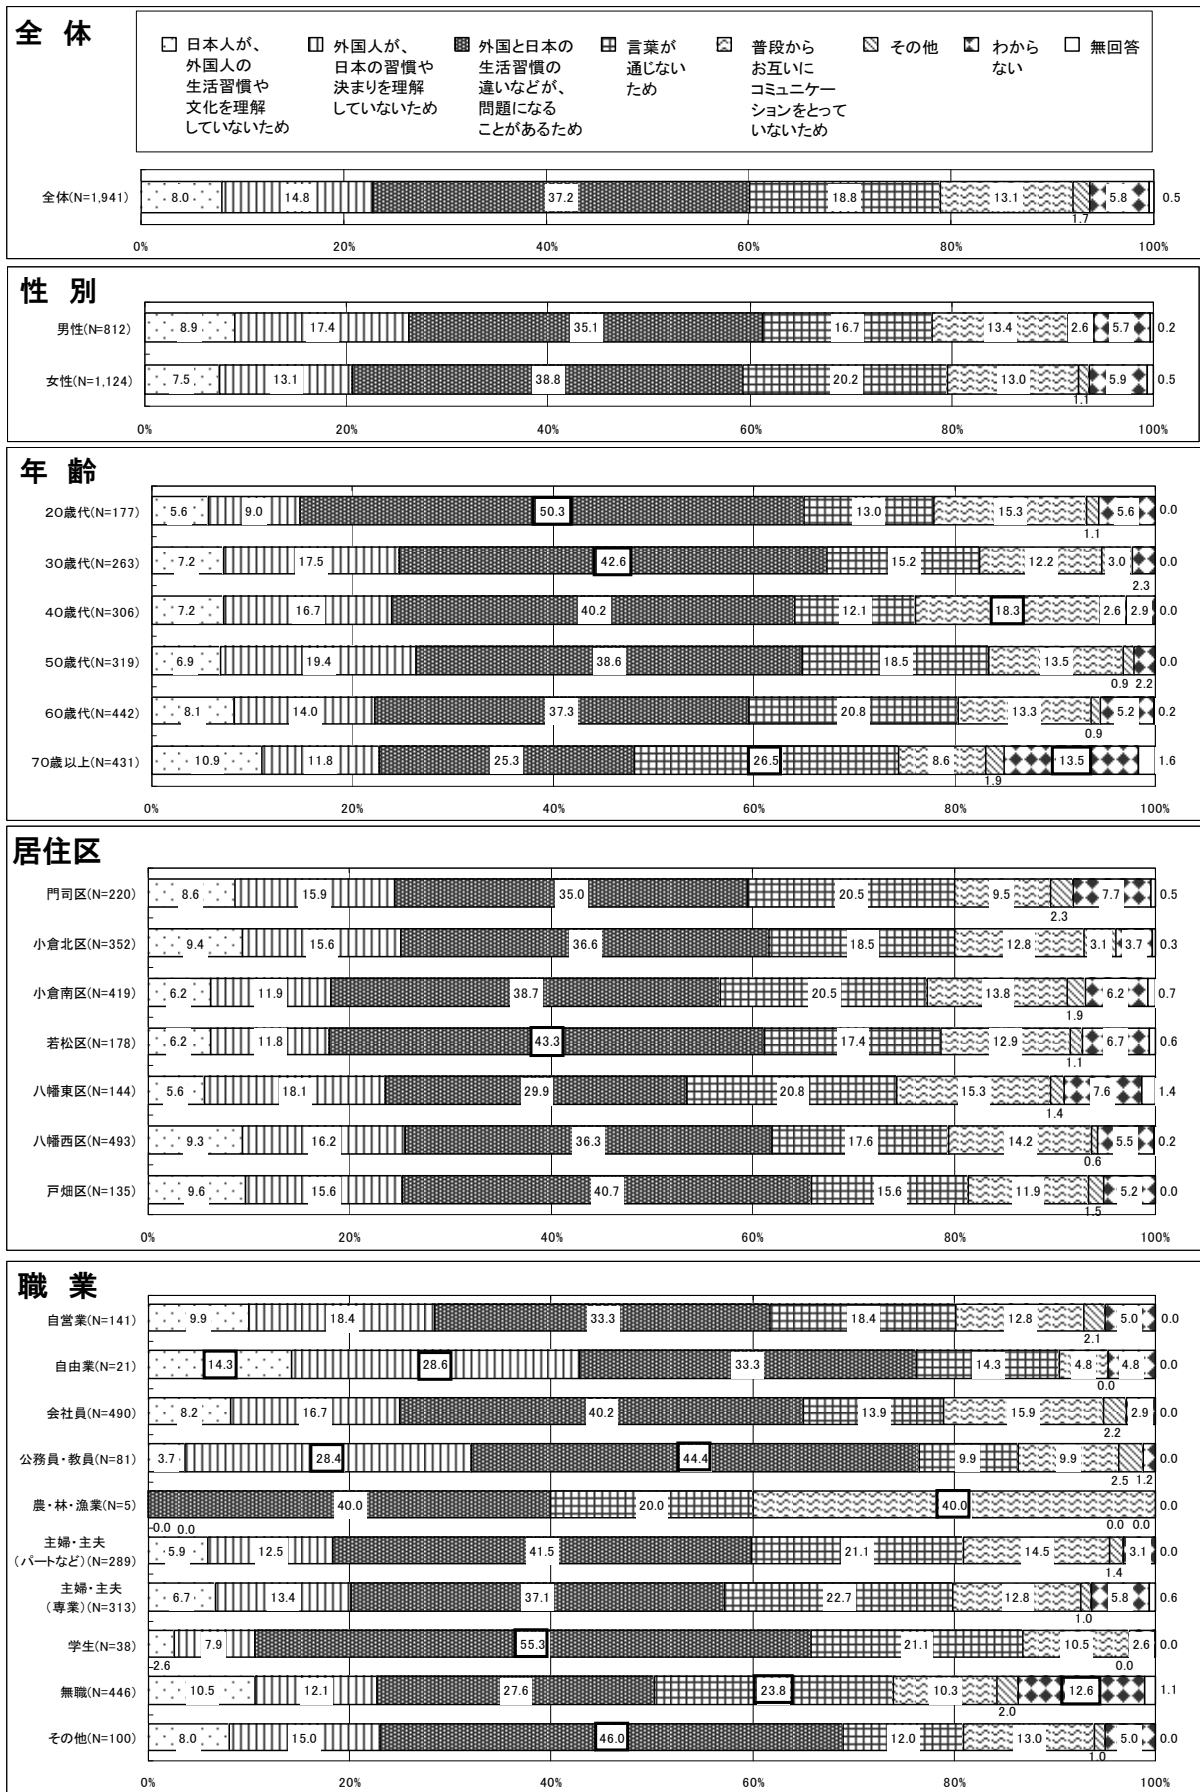 全 体
日本人が、
外国人の
生活習慣や
文化を理解
していないため
外国人が、
日本の習慣や
決まりを理解
していないため
外国と日本の
生活習慣の
違いなどが、
問題になる
ことがあるため
言葉が
通じない
ため
普段から
お互いに
コミュニケー
ションをとって
いないため
その他
わから
ない
無回答
全体(N=1,941) 8.0 14.8 37.2 18.8 13.1 1.7 5.8 0.5
0% 20% 40% 60% 80% 100%
性 別
男性(N=812) 8.9 17.4 35.1 16.7 13.4 2.6 5.7 0.2
女性(N=1,124) 7.5 13.1 38.8 20.2 13.0 1.1 5.9 0.5
0% 20% 40% 60% 80% 100%
年 齢
20歳代(N=177) 5.6 9.0 50.3 13.0 15.3 1.1 5.6 0.0
30歳代(N=263) 7.2 17.5 42.6 15.2 12.2 3.0 2.3 0.0
40歳代(N=306) 7.2 16.7 40.2 12.1 18.3 2.6 2.9 0.0
50歳代(N=319) 6.9 19.4 38.6 18.5 13.5 0.9 2.2 0.0
60歳代(N=442) 8.1 14.0 37.3 20.8 13.3 0.9 5.2 0.2
70歳以上(N=431) 10.9 11.8 25.3 26.5 8.6 1.9 13.5 1.6
0% 20% 40% 60% 80% 100%
居住区
門司区(N=220) 8.6 15.9 35.0 20.5 9.5 2.3 7.7 0.5
小倉北区(N=352) 9.4 15.6 36.6 18.5 12.8 3.1 3.7 0.3
小倉南区(N=419) 6.2 11.9 38.7 20.5 13.8 1.9 6.2 0.7
若松区(N=178) 6.2 11.8 43.3 17.4 12.9 1.1 6.7 0.6
八幡東区(N=144) 5.6 18.1 29.9 20.8 15.3 1.4 7.6 1.4
八幡西区(N=493) 9.3 16.2 36.3 17.6 14.2 0.6 5.5 0.2
戸畑区(N=135) 9.6 15.6 40.7 15.6 11.9 1.5 5.2 0.0
0% 20% 40% 60% 80% 100%
職 業
自営業(N=141) 9.9 18.4 33.3 18.4 12.8 2.1 5.0 0.0
自由業(N=21) 14.3 28.6 33.3 14.3 4.8 0.0 4.8 0.0
会社員(N=490) 8.2 16.7 40.2 13.9 15.9 2.2 2.9 0.0
公務員・教員(N=81) 3.7 28.4 44.4 9.9 9.9 2.5 1.2 0.0
農・林・漁業(N=5) 0.0 0.0 40.0 20.0 40.0 0.0 0.0 0.0
主婦・主夫
(パートなど)(N=289) 5.9 12.5 41.5 21.1 14.5 1.4 3.1 0.0
主婦・主夫
(専業)(N=313) 6.7 13.4 37.1 22.7 12.8 1.0 5.8 0.6
学生(N=38) 2.6 7.9 55.3 21.1 10.5 0.0 2.6 0.0
無職(N=446) 10.5 12.1 27.6 23.8 10.3 2.0 12.6 1.1
その他(N=100) 8.0 15.0 46.0 12.0 13.0 1.0 5.0 0.0
0% 20% 40% 60% 80% 100%